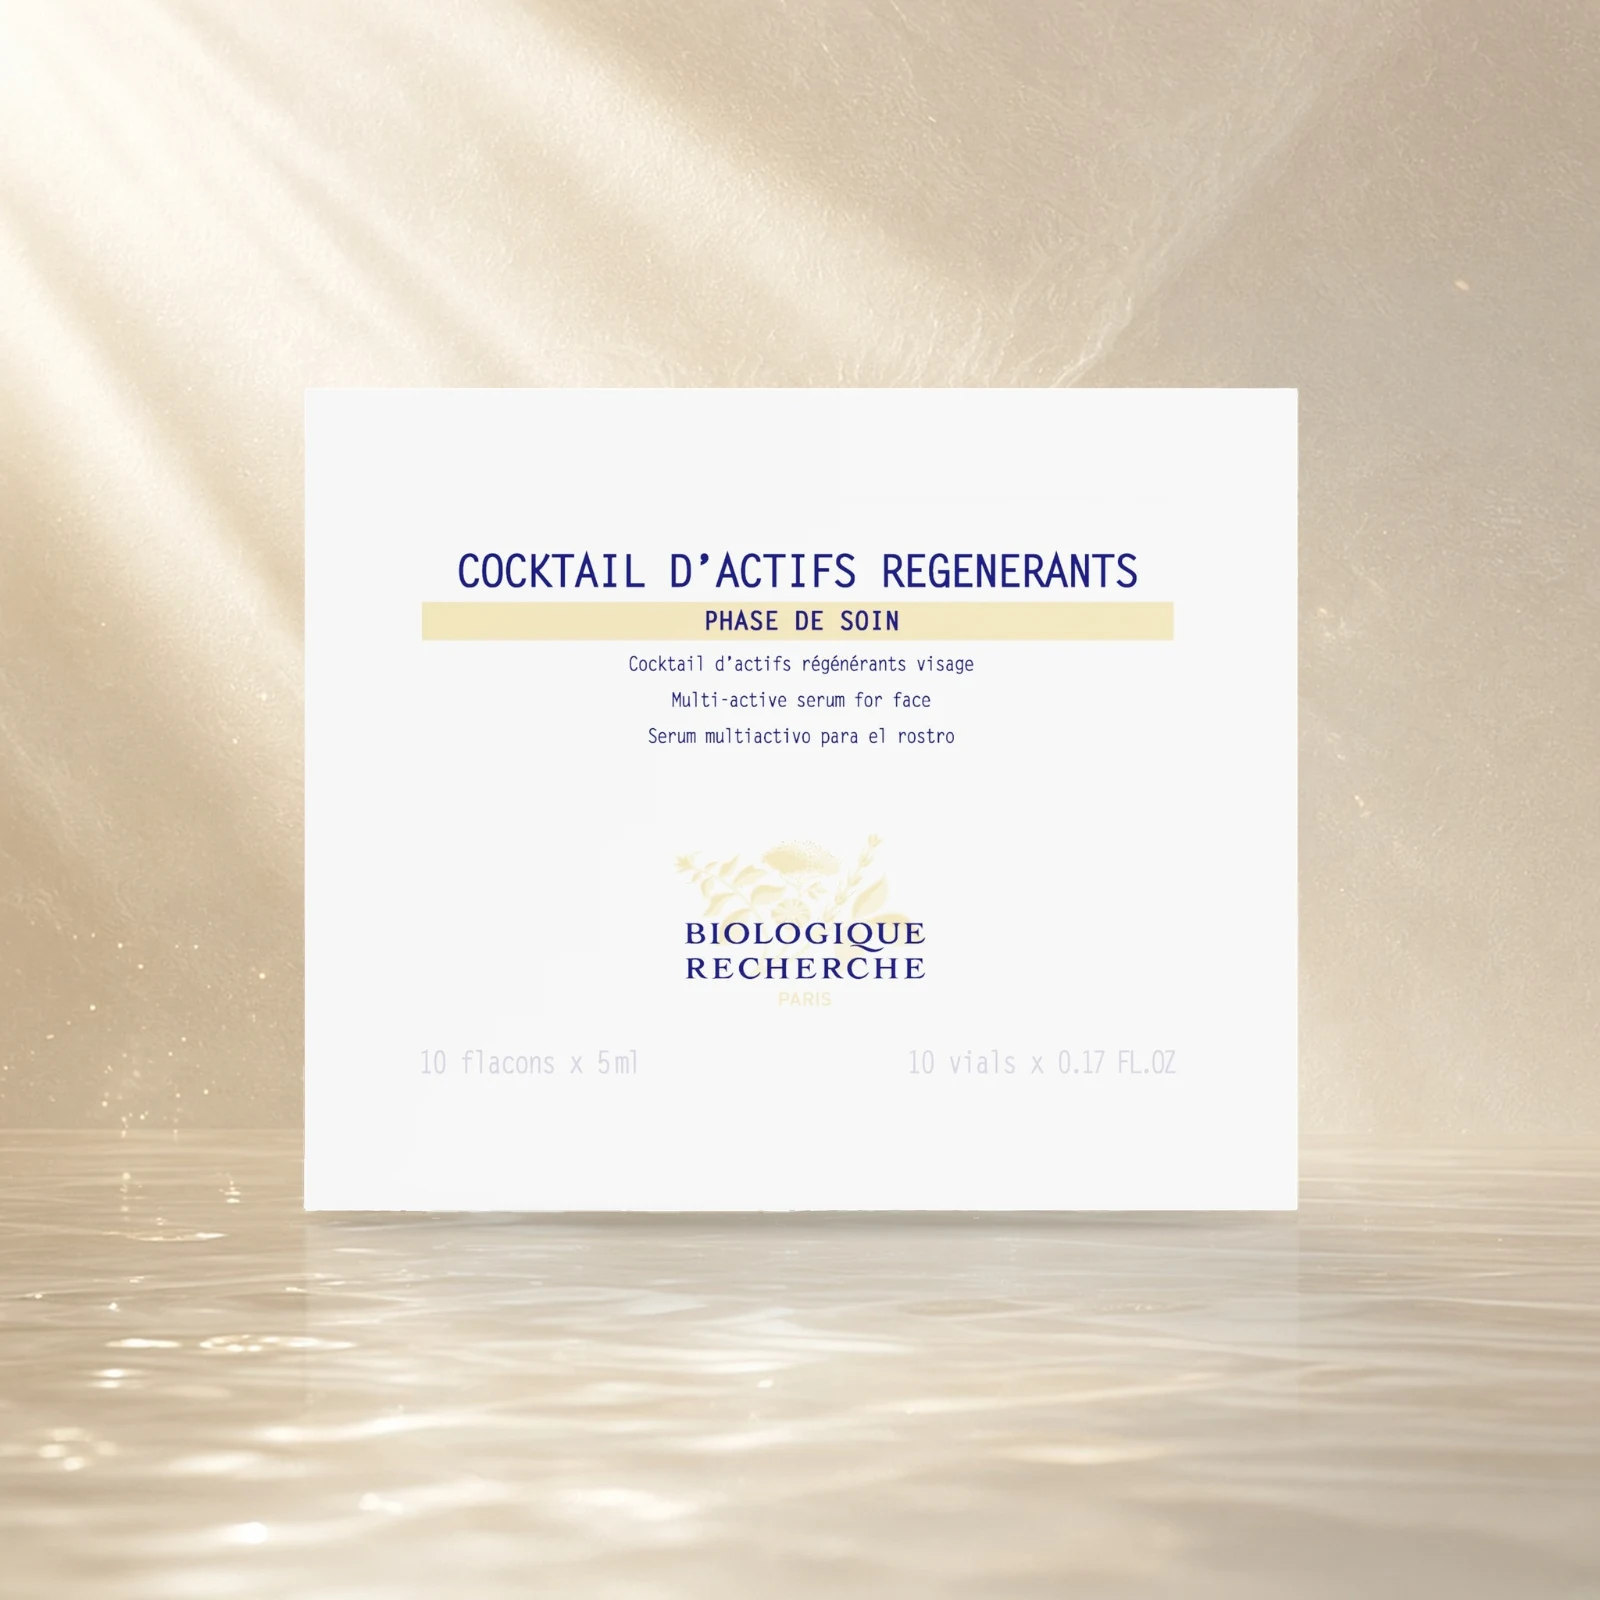 COCKTAIL D'ACTIFS REGENERANTS
PHASE DE SOIN
Cocktail d'actifs régénérants visage
Multi-active serum for face
Serum multiactivo para el rostro
BIOLOGIQUE
RECHERCHE
PARIS
10 flacons x 5ml 10 vials x 0.17 FL.OZ